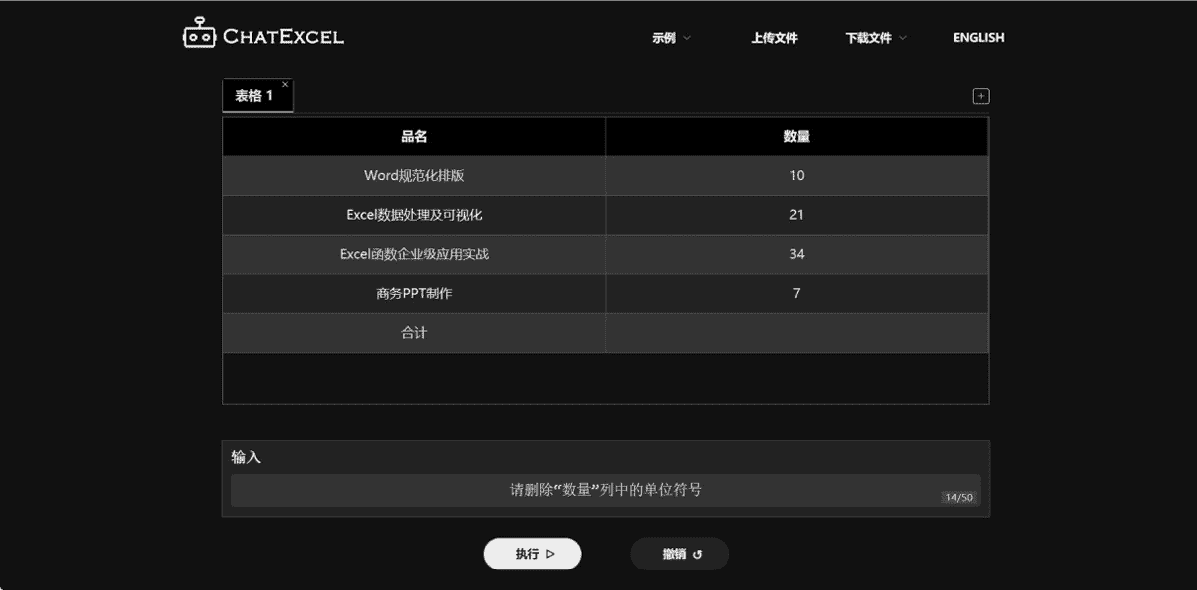 CHATEXCEL
示例 上传文件 下载文件 ENGLISH
表格 1
品名 数量
Word规范化排版 10
Excel数据处理及可视化 21
Excel函数企业级应用实战 34
商务PPT制作 7
合计
输入
请删除“数量”列中的单位符号
14/50
执行 撤销